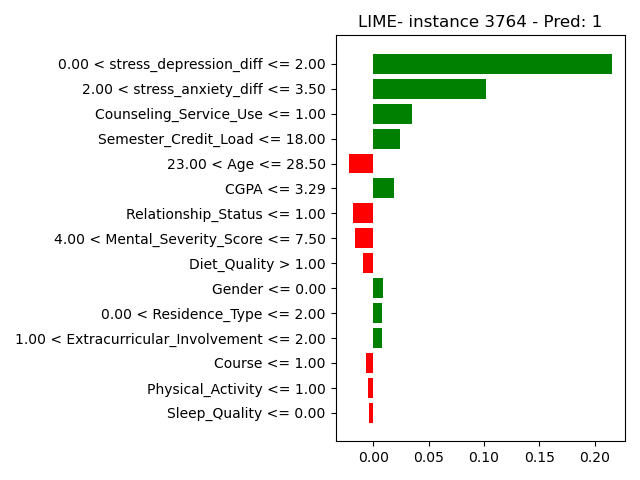 LIME- instance 3764 - Pred: 1
0.00 < stress_depression_diff <= 2.00
2.00 < stress_anxiety_diff <= 3.50
Counseling_Service_Use <= 1.00
Semester_Credit_Load <= 18.00
23.00 < Age <= 28.50
CGPA <= 3.29
Relationship_Status <= 1.00
4.00 < Mental_Severity_Score <= 7.50
Diet_Quality > 1.00
Gender <= 0.00
0.00 < Residence_Type <= 2.00
1.00 < Extracurricular_Involvement <= 2.00
Course <= 1.00
Physical_Activity <= 1.00
Sleep_Quality <= 0.00
0.00 0.05 0.10 0.15 0.20